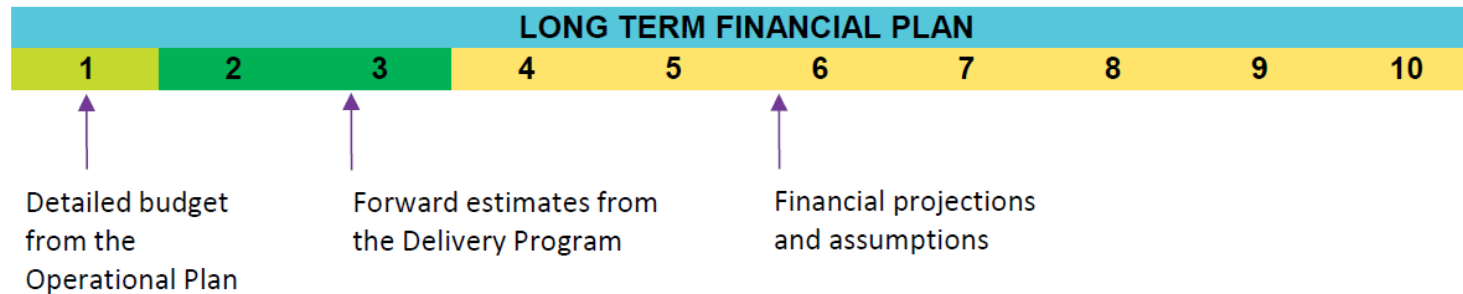 LONG TERM FINANCIAL PLAN
1 2 3 4 5 6 7 8 9 10
Detailed budget
from the
Operational Plan
Forward estimates from
the Delivery Program
Financial projections
and assumptions